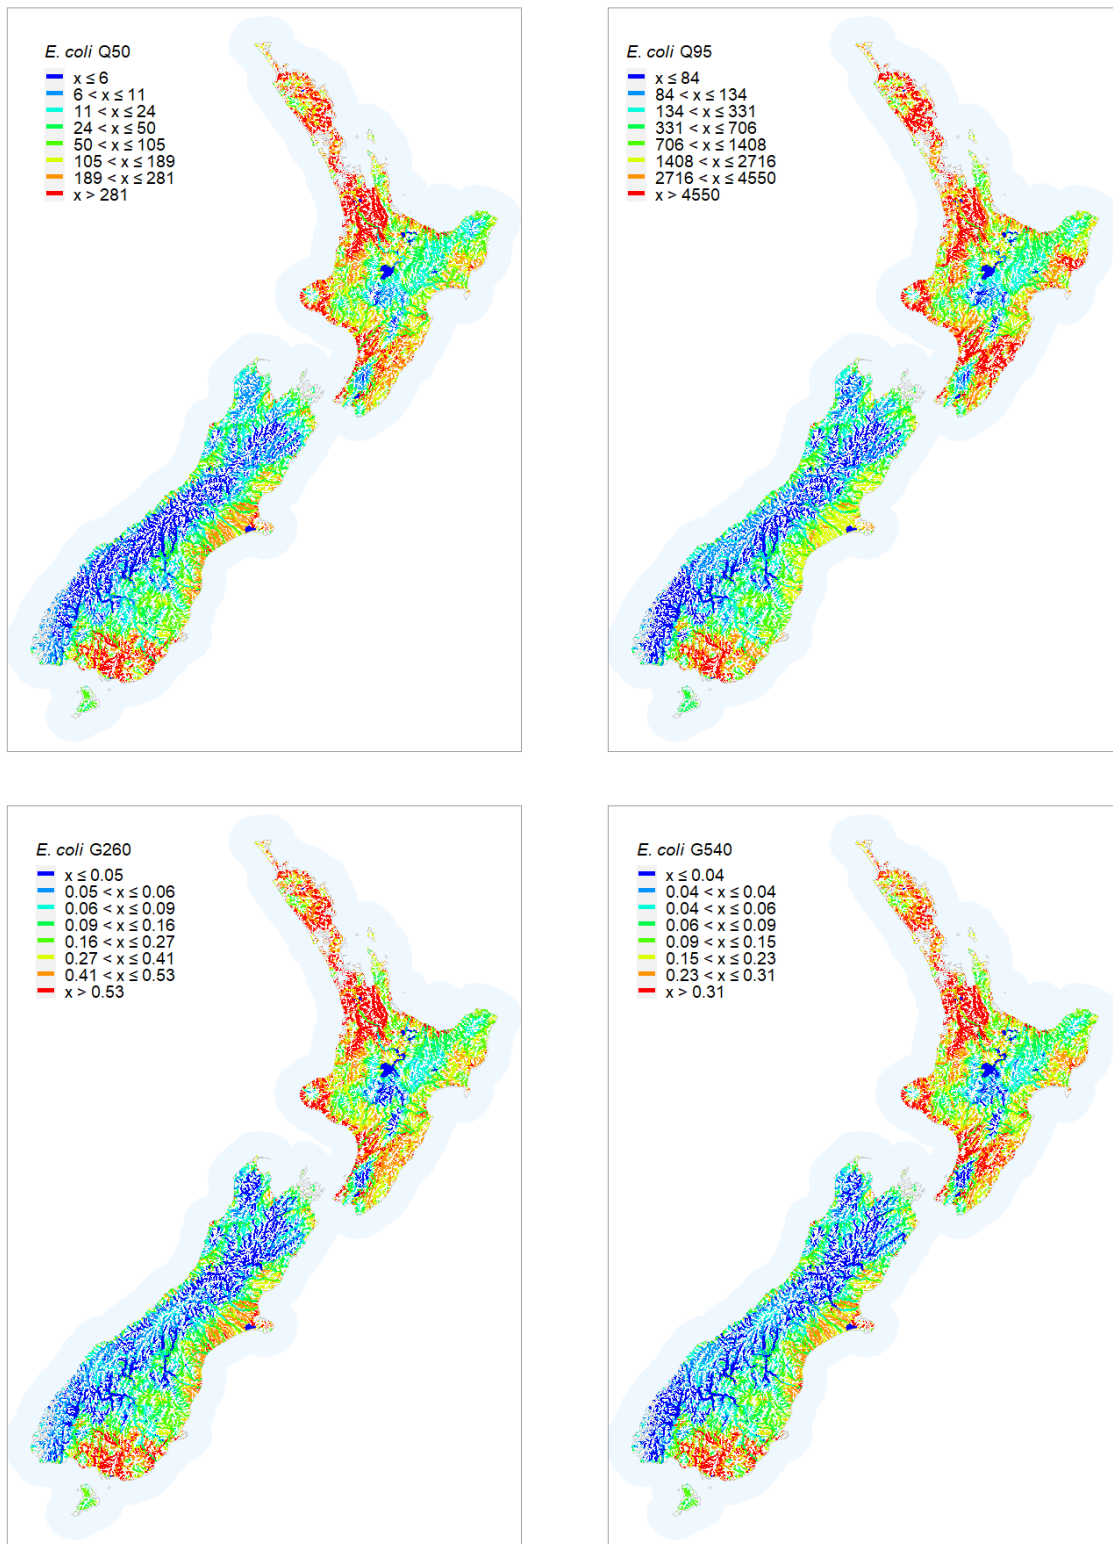 E. coli Q50
x ≤ 6
6 < x ≤ 11
11 < x ≤ 24
24 < x ≤ 50
50 < x ≤ 105
105 < x ≤ 189
189 < x ≤ 281
x > 281
E. coli Q95
x ≤ 84
84 < x ≤ 134
134 < x ≤ 331
331 < x ≤ 706
706 < x ≤ 1408
1408 < x ≤ 2716
2716 < x ≤ 4550
x > 4550
E. coli G260
x ≤ 0.05
0.05 < x ≤ 0.06
0.06 < x ≤ 0.09
0.09 < x ≤ 0.16
0.16 < x ≤ 0.27
0.27 < x ≤ 0.41
0.41 < x ≤ 0.53
x > 0.53
E. coli G540
x ≤ 0.04
0.04 < x ≤ 0.04
0.04 < x ≤ 0.06
0.06 < x ≤ 0.09
0.09 < x ≤ 0.15
0.15 < x ≤ 0.23
0.23 < x ≤ 0.31
x > 0.31